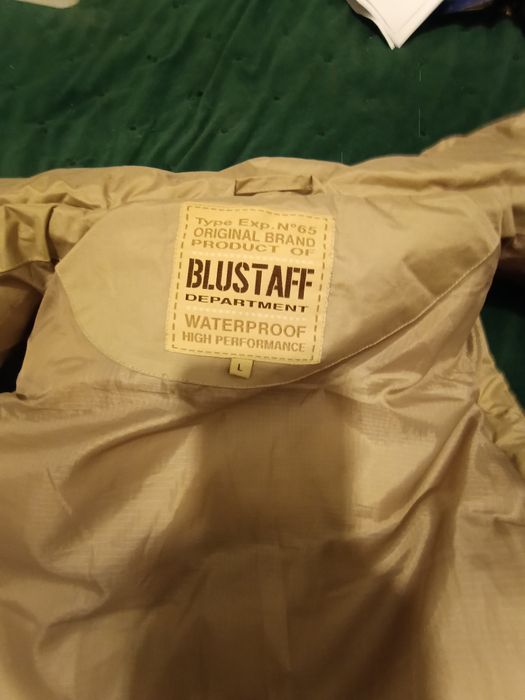 Type Exp. N°65
ORIGINAL BRAND
PRODUCT OF
BLUSTAFF
DEPARTMENT
WATERPROOF
HIGH PERFORMANCE
L